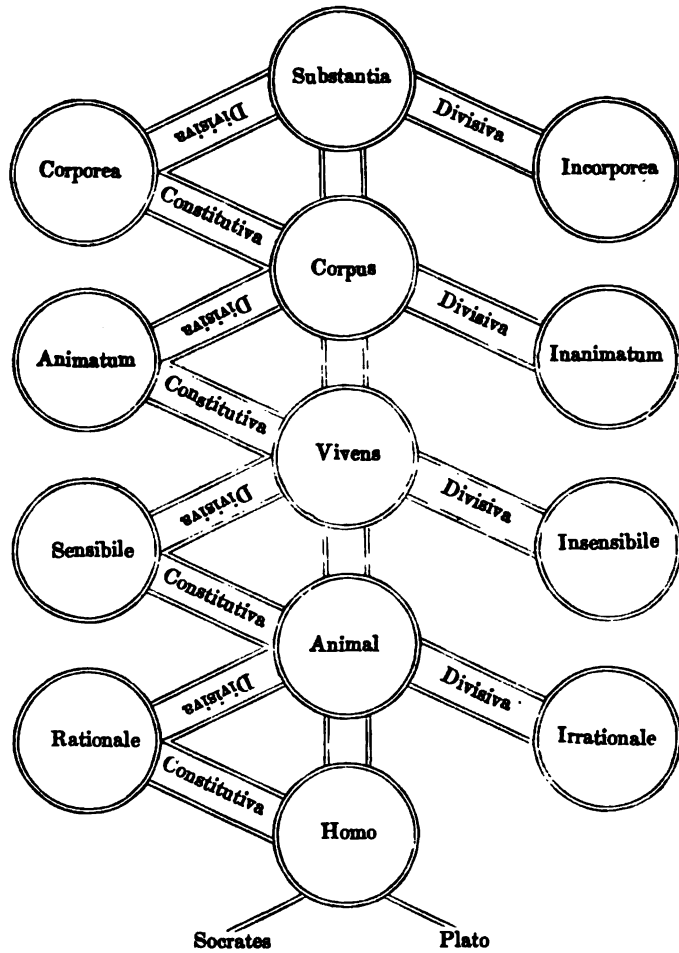 Substantia
Divisiva
Divisiva
Corporea
Incorporea
Constitutiva
Corpus
Divisiva
Divisiva
Animatum
Inanimatum
Constitutiva
Vivens
Divisiva
Divisiva
Sensibile
Insensibile
Constitutiva
Animal
Divisiva
Divisiva
Rationale
Irrationale
Constitutiva
Homo
Socrates
Plato